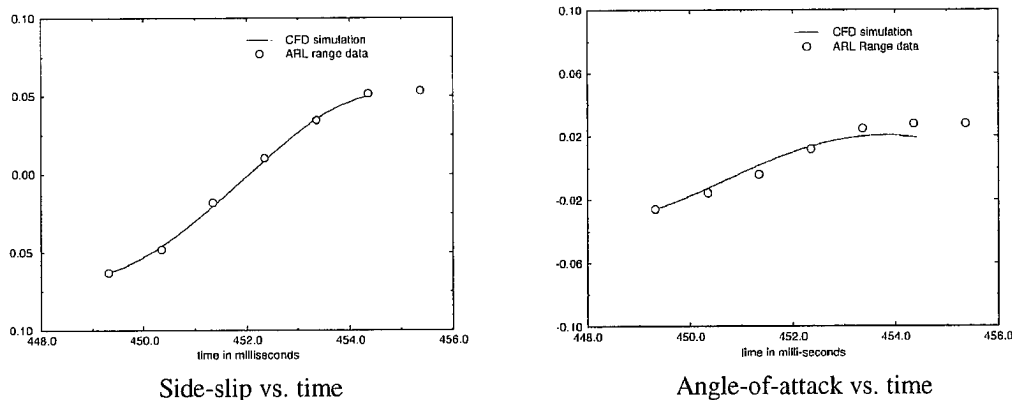 0.10
CFD simulation
ARL range data
0.05
0.00
0.05
0.10
448.0 450.0 452.0 454.0 456.0
time in milliseconds
Side-slip vs. time
0.10
CFD simulation
ARL Range data
0.06
0.02
-0.02
-0.06
-0.10
448.0 450.0 452.0 454.0 456.0
time in milli-seconds
Angle-of-attack vs. time